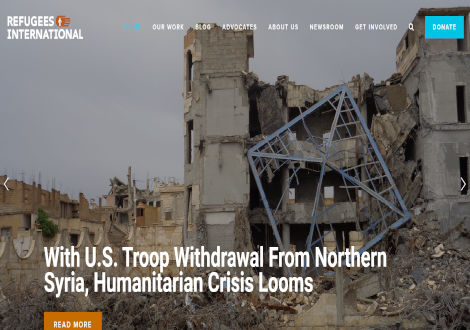 REFUGEES
INTERNATIONAL
HOME OUR WORK BLOG ADVOCATES ABOUT US NEWSROOM GET INVOLVED DONATE
With U.S. Troop Withdrawal From Northern
Syria, Humanitarian Crisis Looms
READ MORE